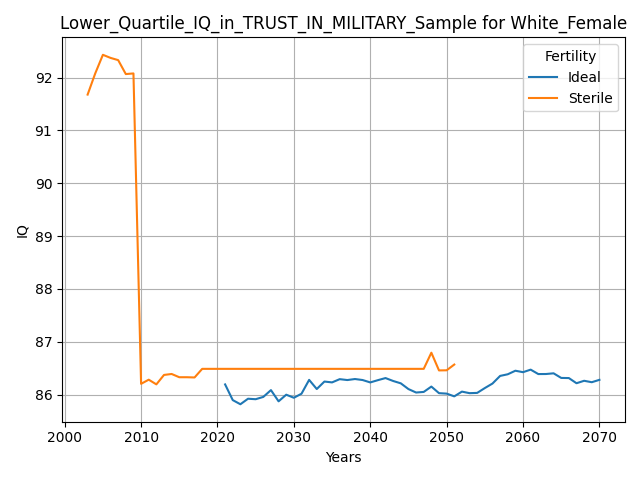 Lower_Quartile_IQ_in_TRUST_IN_MILITARY_Sample for White_Female
Fertility
Ideal
Sterile
92
91
90
89
88
87
86
IQ
2000 2010 2020 2030 2040 2050 2060 2070
Years